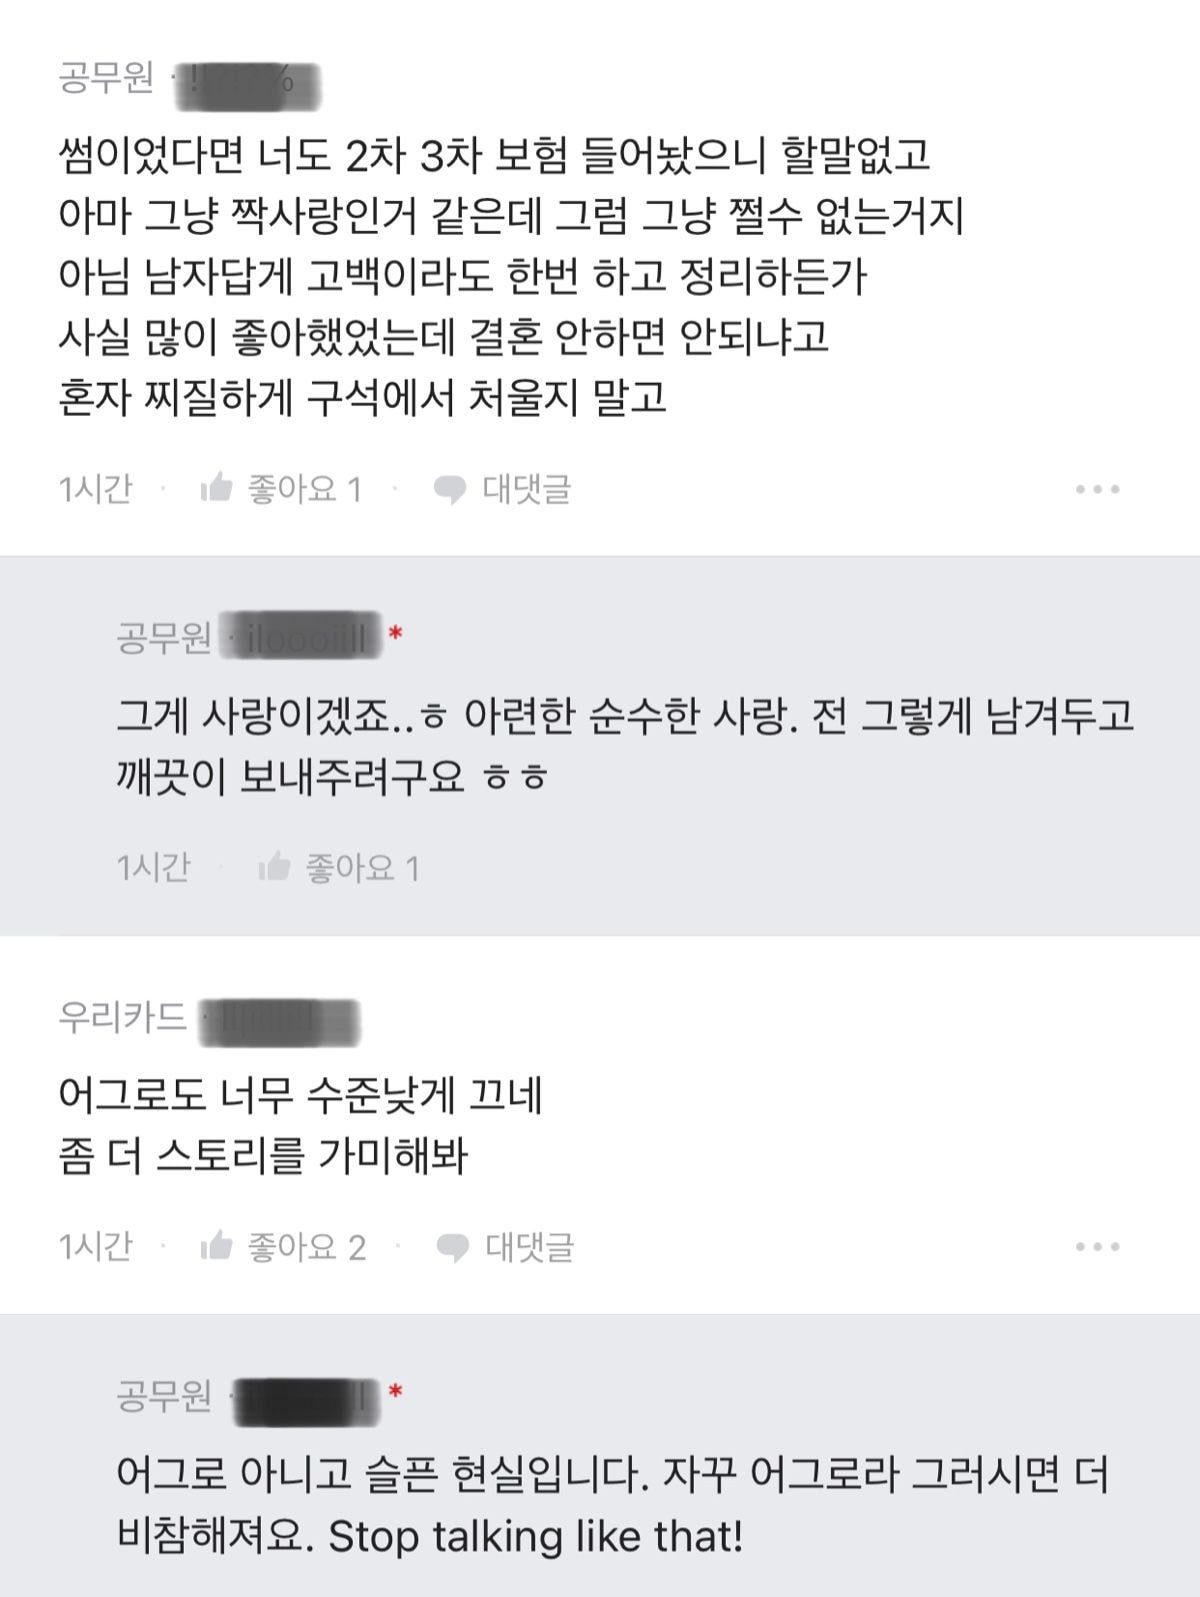 공무원 ·
썸이었다면 너도 2차 3차 보험 들어놨으니 할말없고
아마 그냥 짝사랑인거 같은데 그럼 그냥 쩔수 없는거지
아님 남자답게 고백이라도 한번 하고 정리하든가
사실 많이 좋아했었는데 결혼 안하면 안되냐고
혼자 찌질하게 구석에서 처울지 말고
1시간 · 좋아요 1 · 대댓글
공무원 · *
그게 사랑이겠죠..ㅎ 아련한 순수한 사랑. 전 그렇게 남겨두고
깨끗이 보내주려구요 ㅎㅎ
1시간 · 좋아요 1
우리카드 ·
어그로도 너무 수준낮게 끄네
좀 더 스토리를 가미해봐
1시간 · 좋아요 2 · 대댓글
공무원 · *
어그로 아니고 슬픈 현실입니다. 자꾸 어그로라 그러시면 더
비참해져요. Stop talking like that!